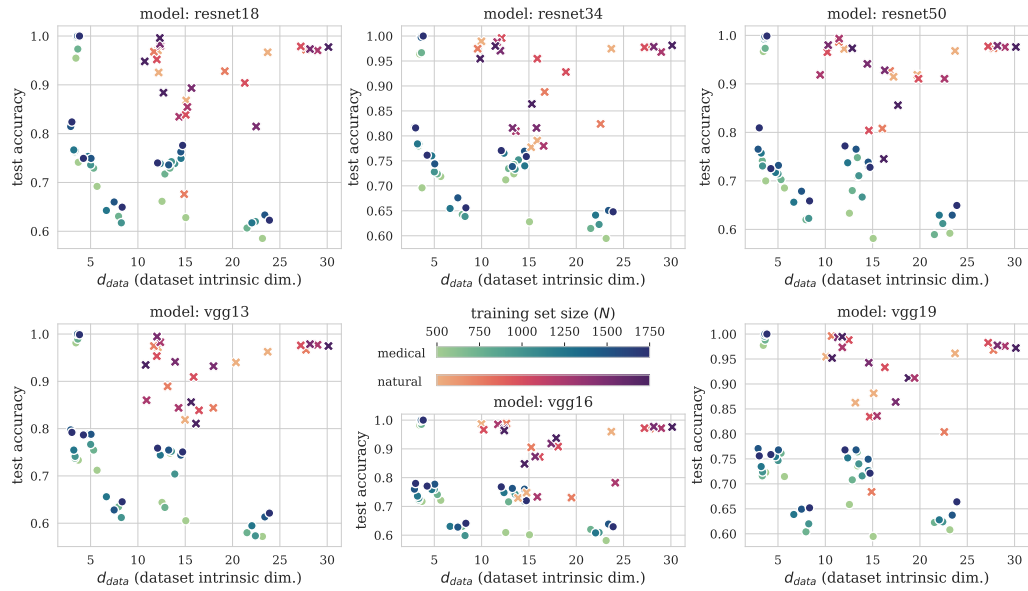 model: resnet18
1.0
0.9
0.8
0.7
0.6
test accuracy
5 10 15 20 25 30
d_data (dataset intrinsic dim.)
model: resnet34
1.00
0.95
0.90
0.85
0.80
0.75
0.70
0.65
0.60
test accuracy
5 10 15 20 25 30
d_data (dataset intrinsic dim.)
model: resnet50
1.0
0.9
0.8
0.7
0.6
test accuracy
5 10 15 20 25 30
d_data (dataset intrinsic dim.)
model: vgg13
1.0
0.9
0.8
0.7
0.6
test accuracy
5 10 15 20 25 30
d_data (dataset intrinsic dim.)
training set size (N)
500 750 1000 1250 1500 1750
medical
natural
model: vgg16
1.0
0.9
0.8
0.7
0.6
test accuracy
5 10 15 20 25 30
d_data (dataset intrinsic dim.)
model: vgg19
1.00
0.95
0.90
0.85
0.80
0.75
0.70
0.65
0.60
test accuracy
5 10 15 20 25 30
d_data (dataset intrinsic dim.)